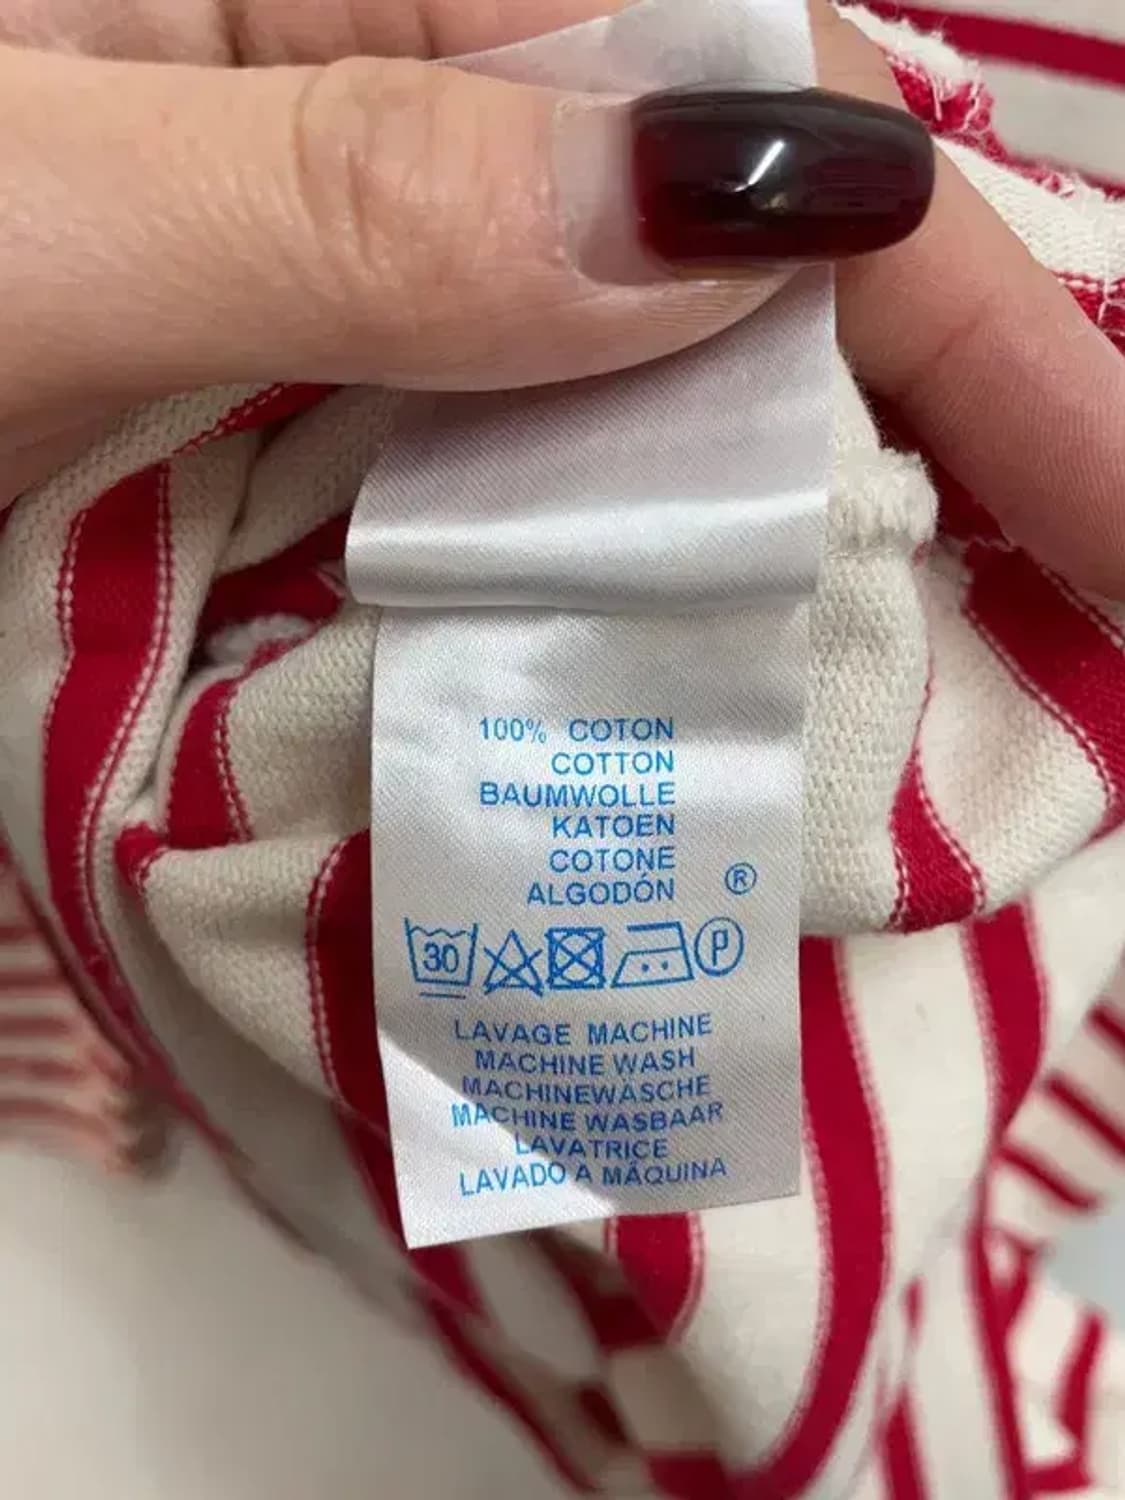 100% COTON
COTTON
BAUMWOLLE
KATOEN
COTONE
ALGODÓN ®
30 P
LAVAGE MACHINE
MACHINE WASH
MACHINEWÄSCHE
MACHINE WASBAAR
LAVATRICE
LAVADO A MÁQUINA